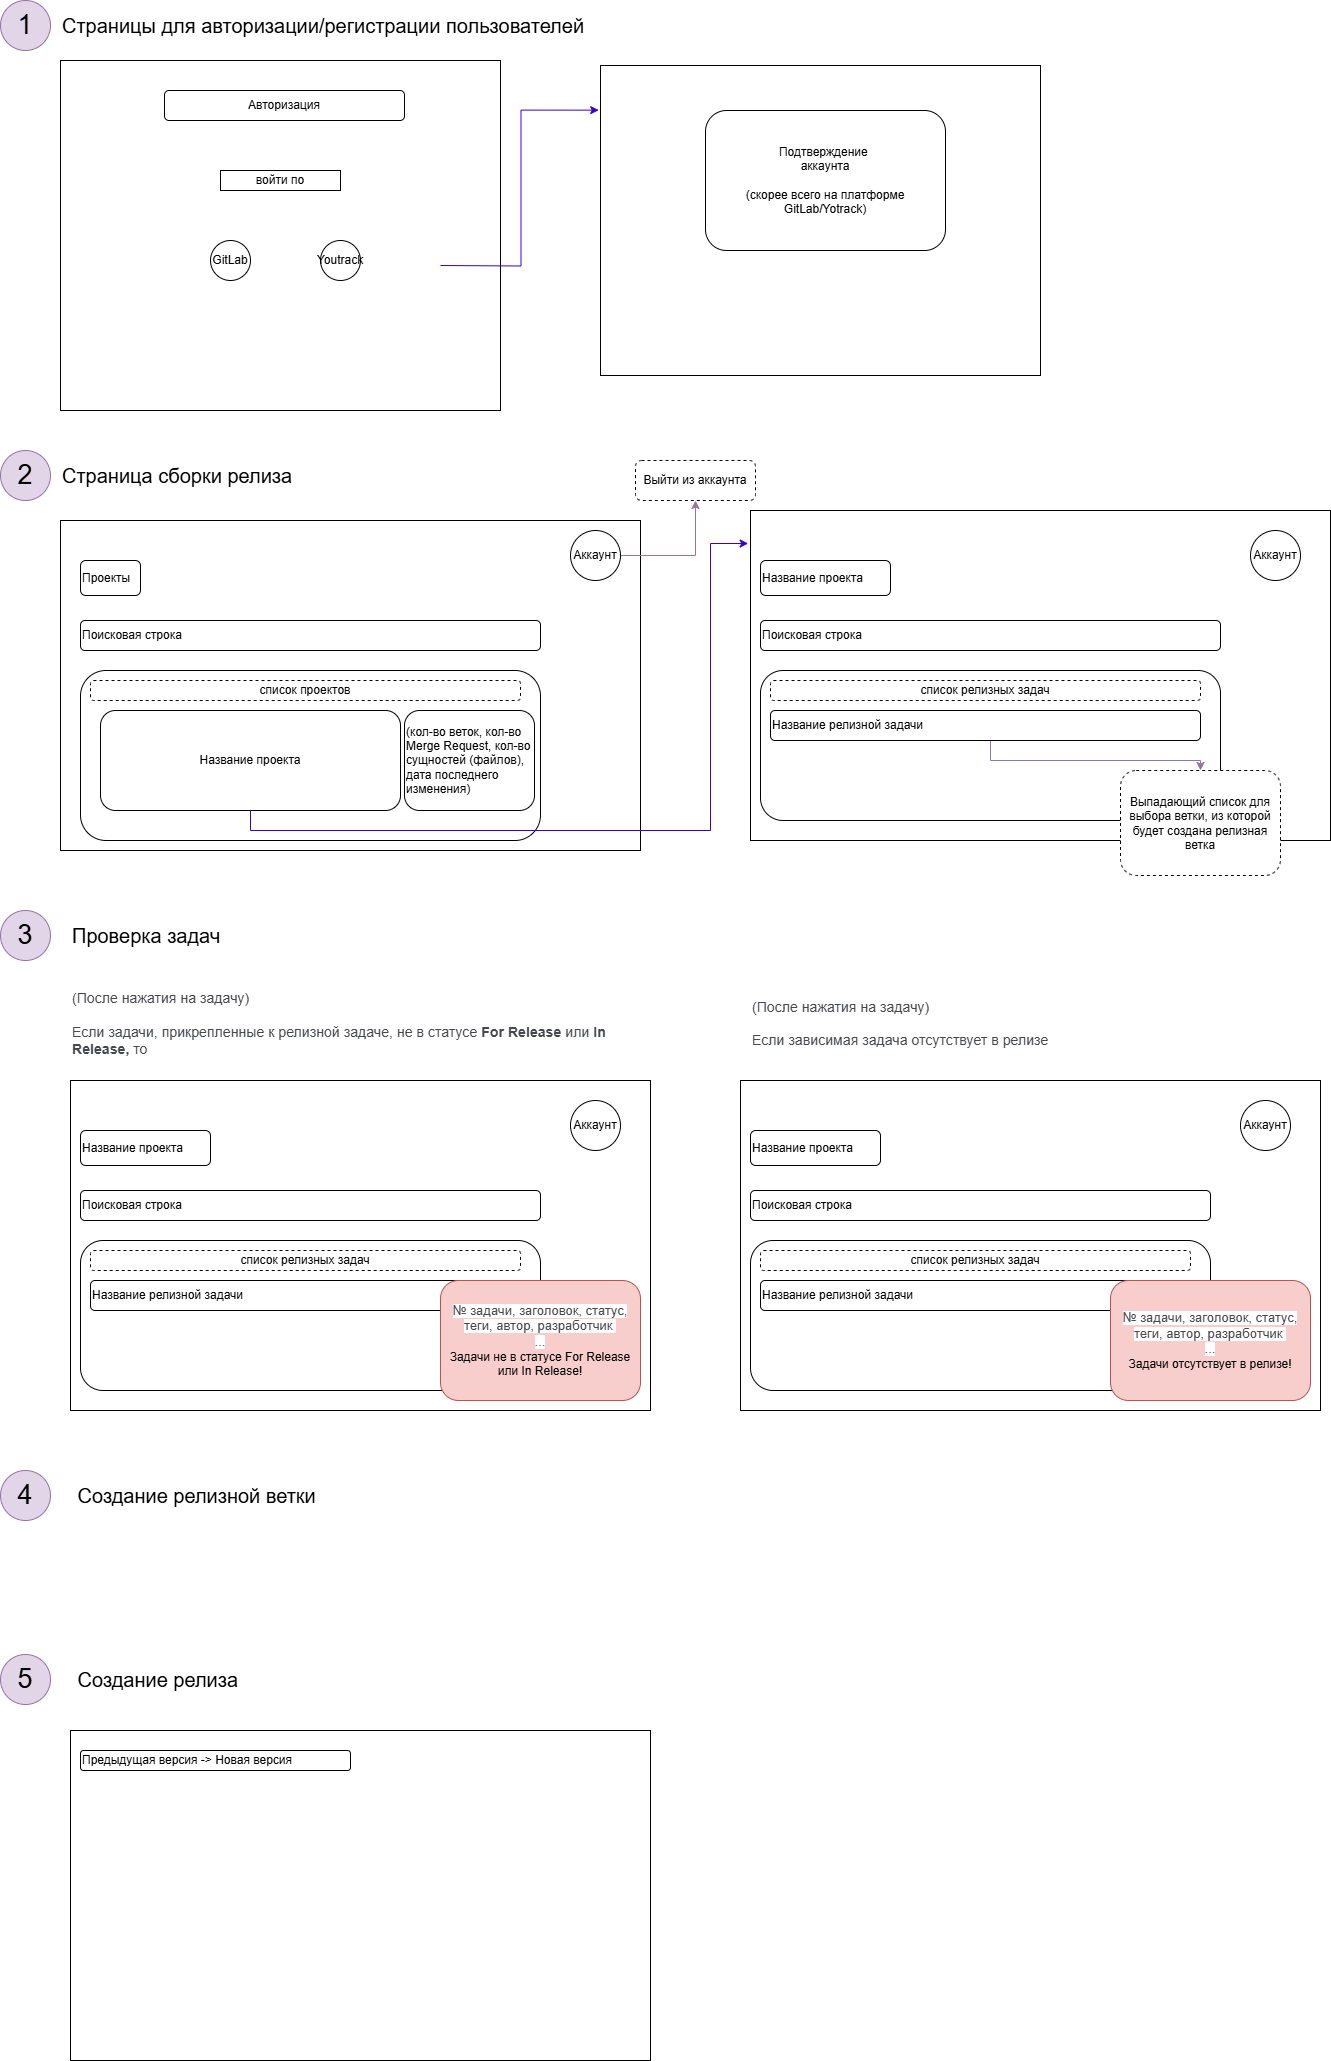 1
Страницы для авторизации/регистрации пользователей
Авторизация
войти по
GitLab
Youtrack
Подтверждение
аккаунта
(скорее всего на платформе
GitLab/Yotrack)
2
Страница сборки релиза
Выйти из аккаунта
Аккаунт
Проекты
Поисковая строка
список проектов
Название проекта
(кол-во веток, кол-во
Merge Request, кол-во
сущностей (файлов),
дата последнего
изменения)
Аккаунт
Название проекта
Поисковая строка
список релизных задач
Название релизной задачи
Выпадающий список для
выбора ветки, из которой
будет создана релизная
ветка
3
Проверка задач
(После нажатия на задачу)
Если задачи, прикрепленные к релизной задаче, не в статусе For Release или In
Release, то
Аккаунт
Название проекта
Поисковая строка
список релизных задач
Название релизной задачи
№ задачи, заголовок, статус,
теги, автор, разработчик
...
Задачи не в статусе For Release
или In Release!
(После нажатия на задачу)
Если зависимая задача отсутствует в релизе
Аккаунт
Название проекта
Поисковая строка
список релизных задач
Название релизной задачи
№ задачи, заголовок, статус,
теги, автор, разработчик
...
Задачи отсутствует в релизе!
4
Создание релизной ветки
5
Создание релиза
Предыдущая версия -> Новая версия